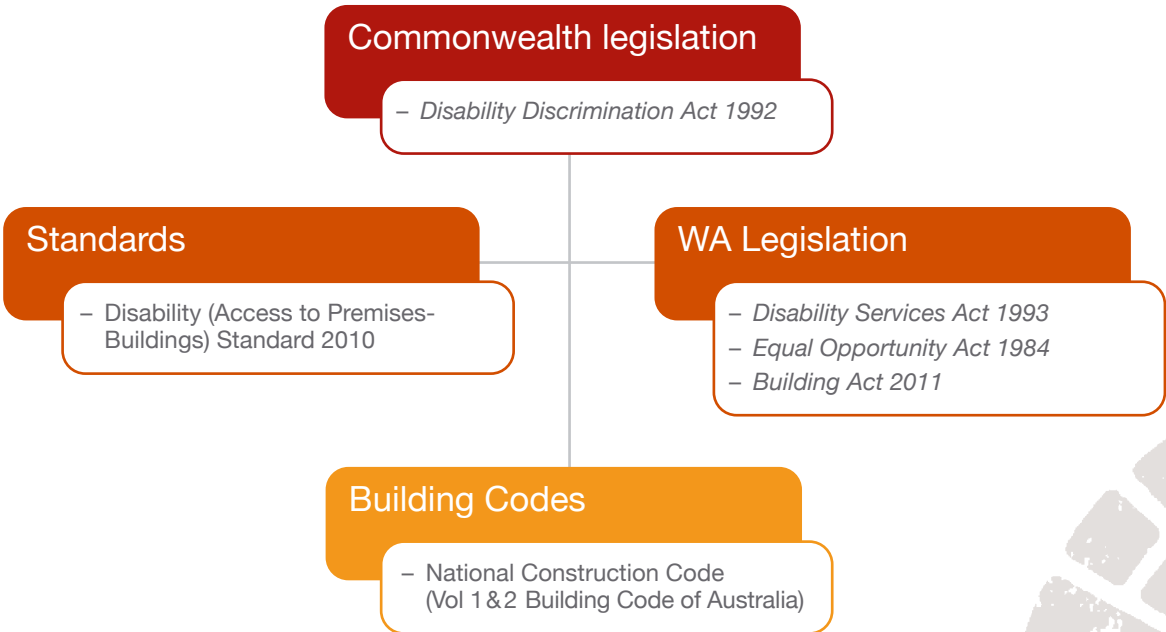 Commonwealth legislation
– Disability Discrimination Act 1992
Standards
– Disability (Access to Premises-
Buildings) Standard 2010
WA Legislation
– Disability Services Act 1993
– Equal Opportunity Act 1984
– Building Act 2011
Building Codes
– National Construction Code
(Vol 1&2 Building Code of Australia)